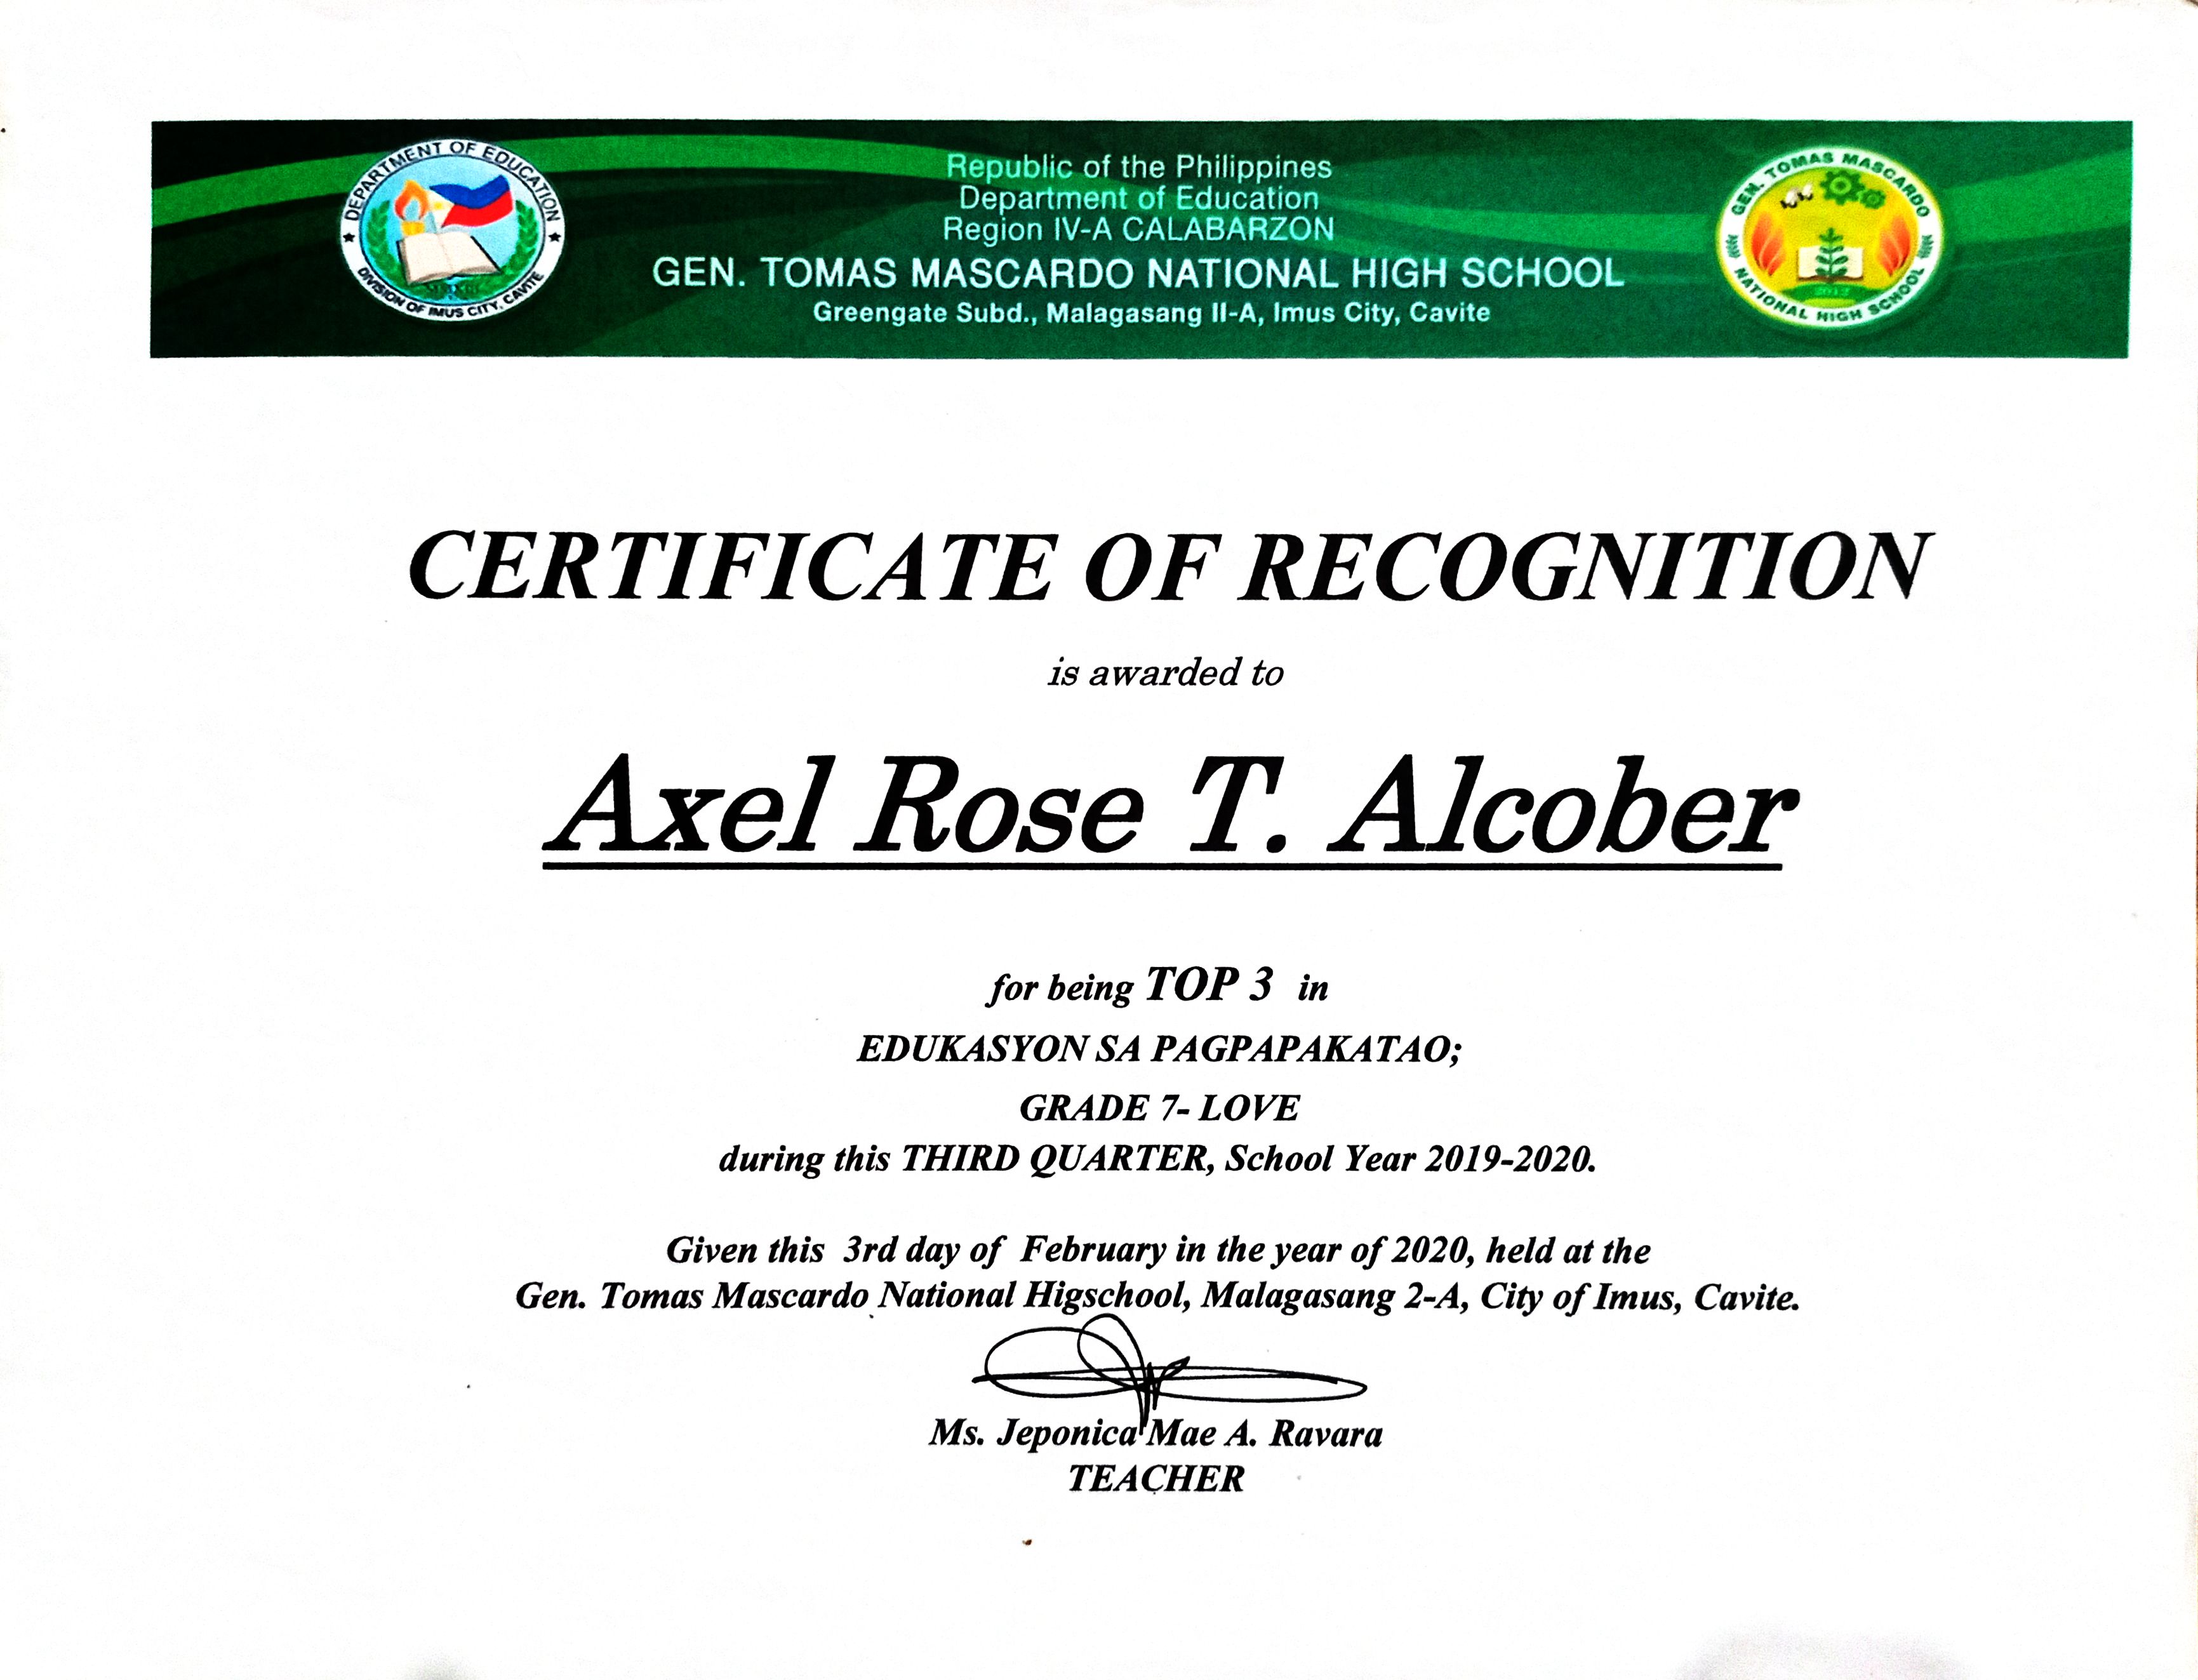 DEPARTMENT OF EDUCATION
DIVISION OF IMUS CITY, CAVITE
Republic of the Philippines
Department of Education
Region IV-A CALABARZON
GEN. TOMAS MASCARDO NATIONAL HIGH SCHOOL
Greengate Subd., Malagasang II-A, Imus City, Cavite
GEN. TOMAS MASCARDO
NATIONAL HIGH SCHOOL
CERTIFICATE OF RECOGNITION
is awarded to
Axel Rose T. Alcober
for being TOP 3 in
EDUKASYON SA PAGPAPAKATAO;
GRADE 7- LOVE
during this THIRD QUARTER, School Year 2019-2020.
Given this 3rd day of February in the year of 2020, held at the
Gen. Tomas Mascardo National Higschool, Malagasang 2-A, City of Imus, Cavite.
Ms. Jeponica Mae A. Ravara
TEACHER